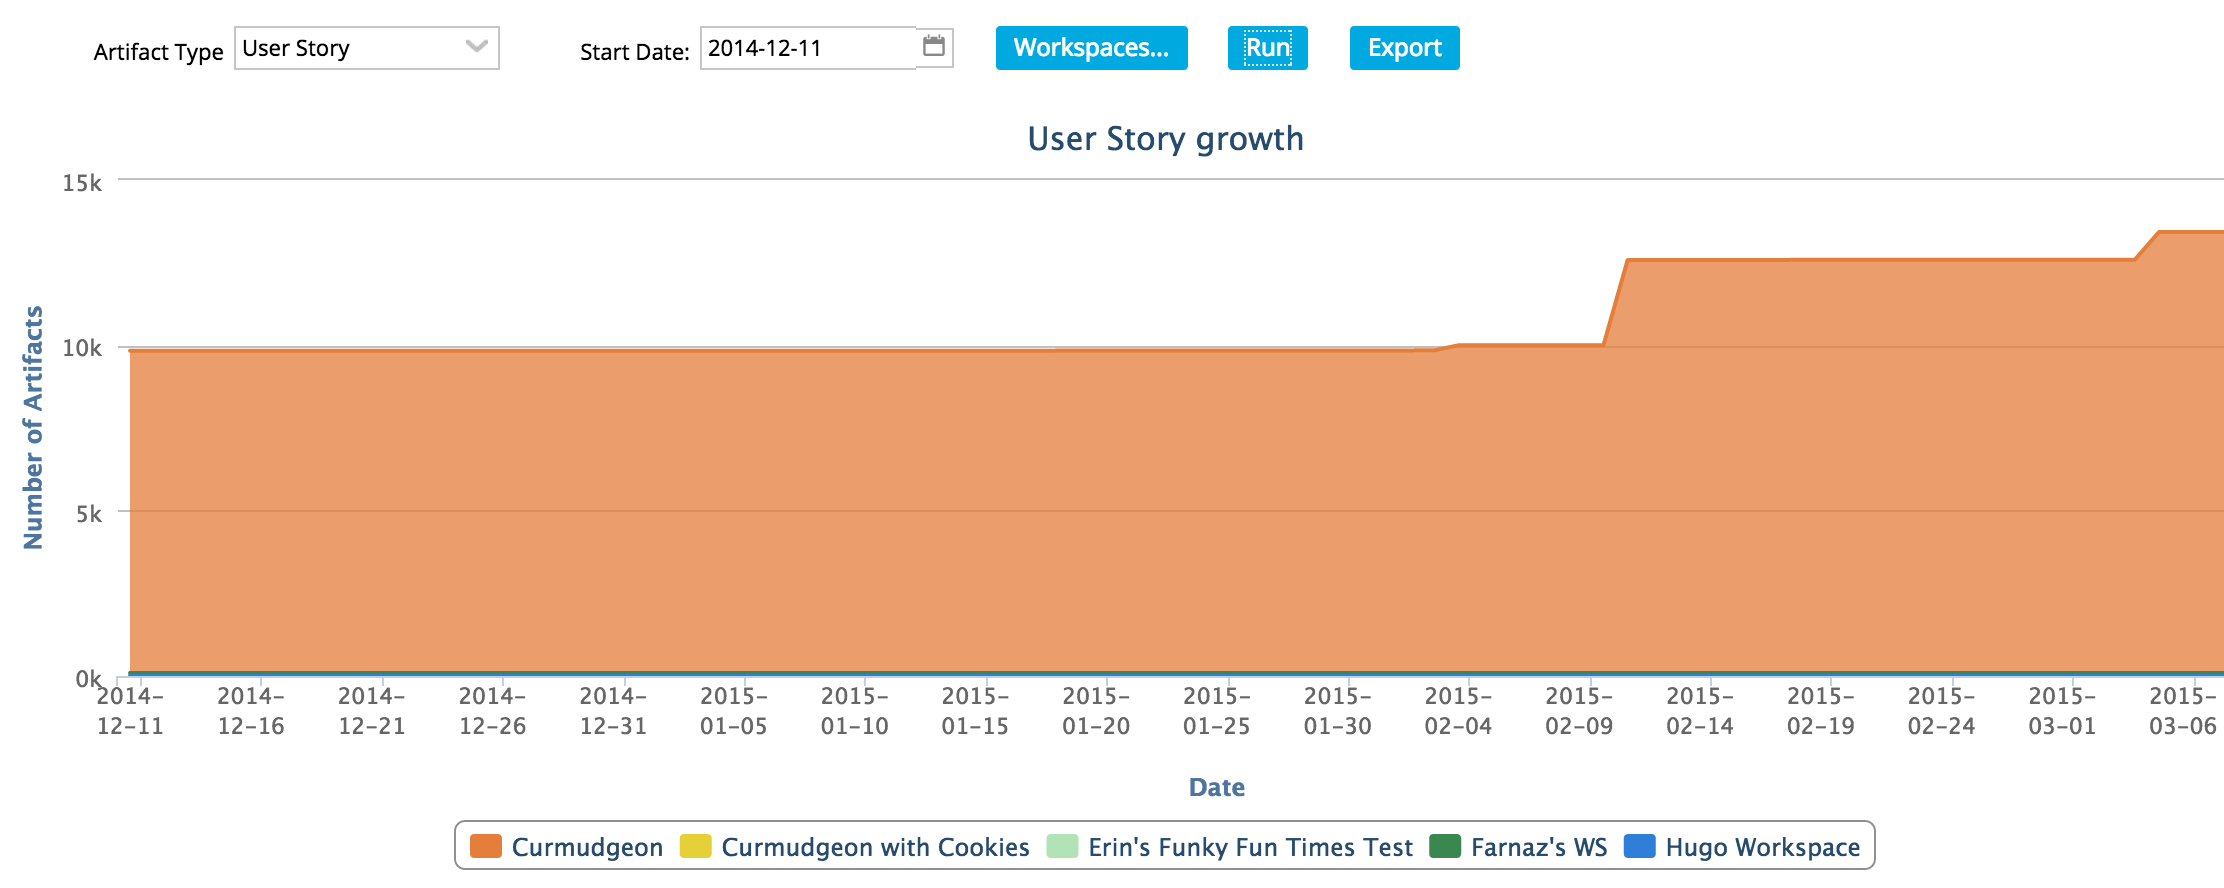 Artifact Type User Story Start Date: 2014-12-11 Workspaces... Run Export
User Story growth
15k
10k
5k
0k
Number of Artifacts
2014- 2014- 2014- 2014- 2014- 2015- 2015- 2015- 2015- 2015- 2015- 2015- 2015- 2015- 2015- 2015- 2015- 2015-
12-11 12-16 12-21 12-26 12-31 01-05 01-10 01-15 01-20 01-25 01-30 02-04 02-09 02-14 02-19 02-24 03-01 03-06
Date
Curmudgeon Curmudgeon with Cookies Erin's Funky Fun Times Test Farnaz's WS Hugo Workspace